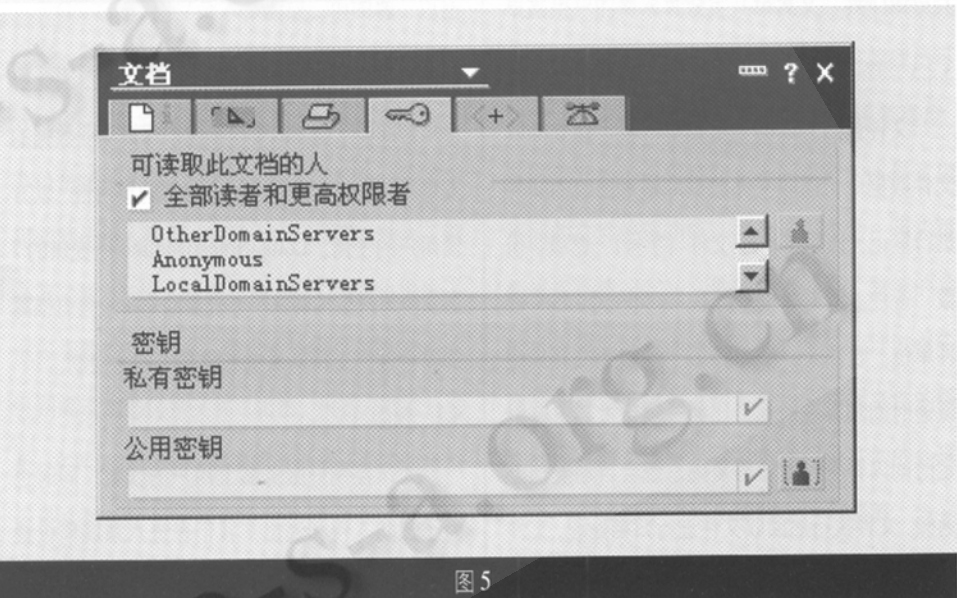 文档
? X
可读取此文档的人
全部读者和更高权限者
OtherDomainServers
Anonymous
LocalDomainServers
密钥
私有密钥
公用密钥
图 5